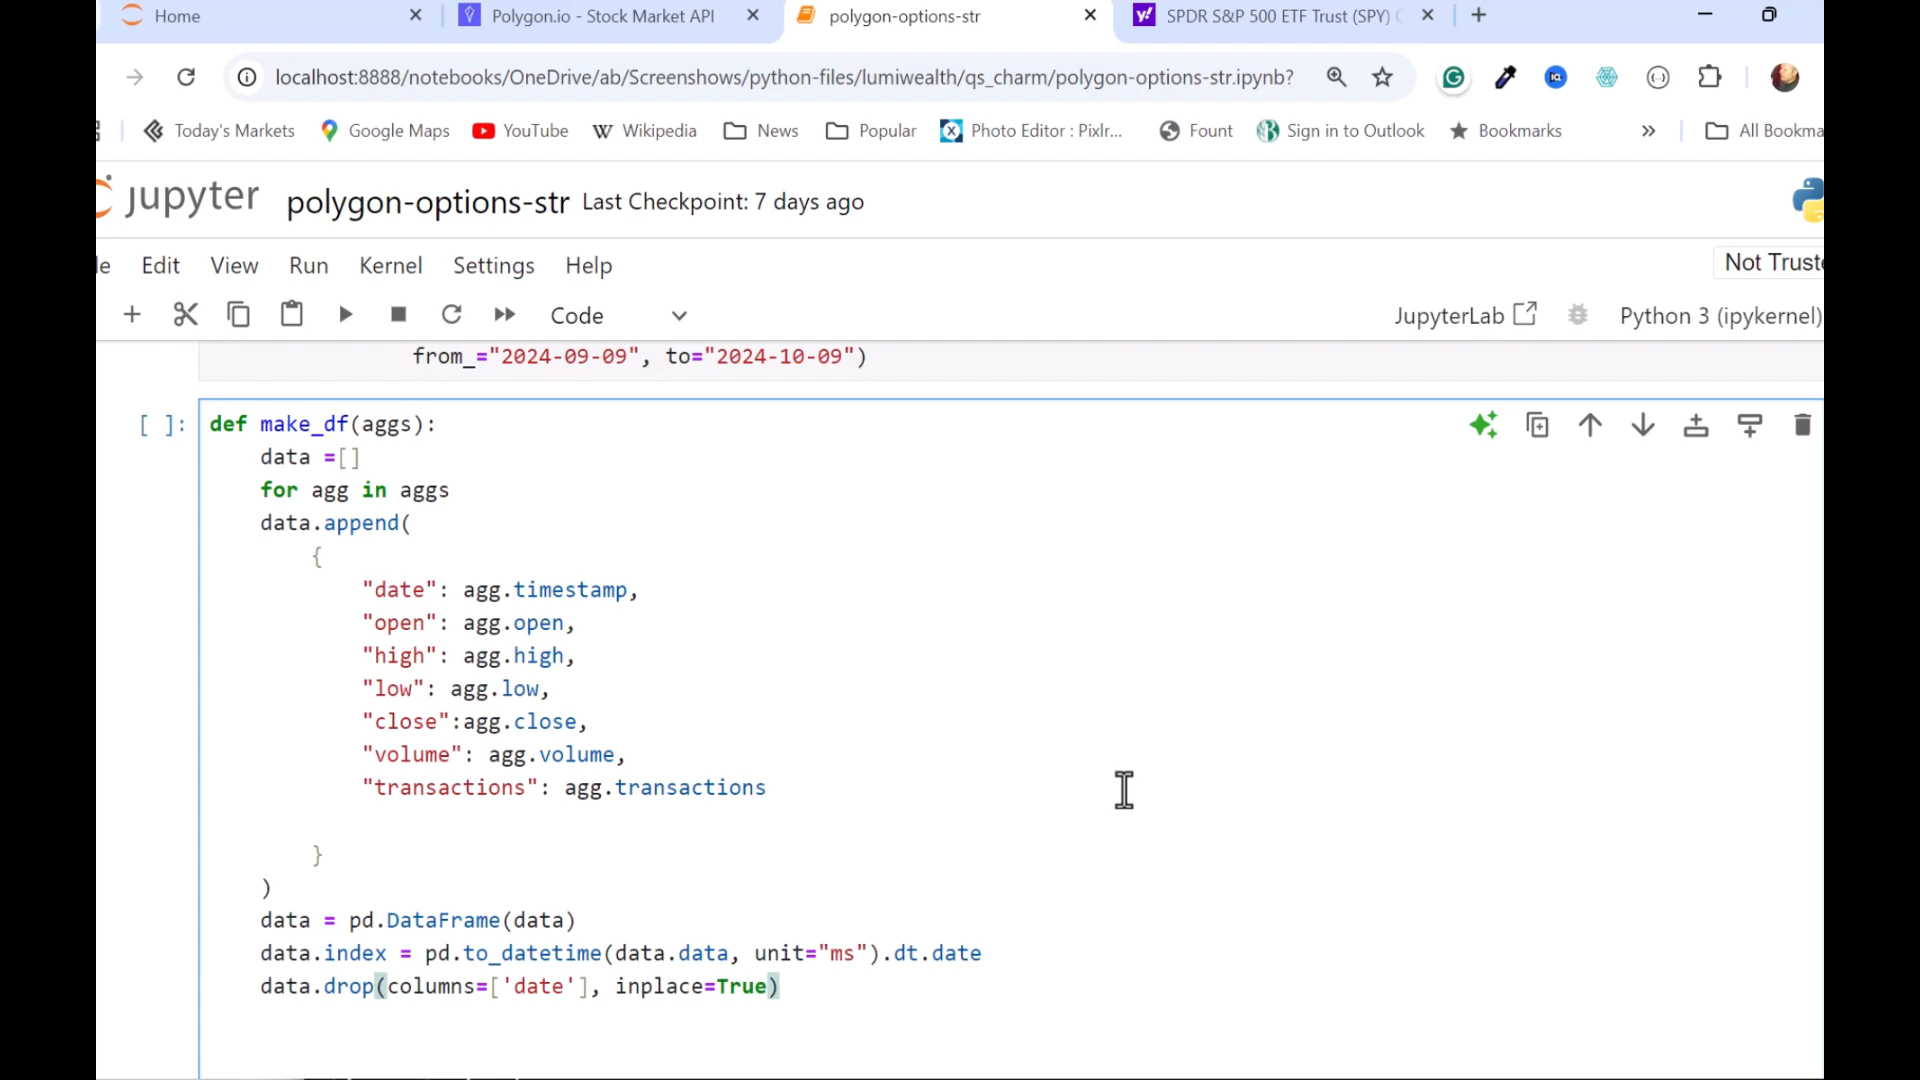 Home
Polygon.io - Stock Market API
polygon-options-str
SPDR S&P 500 ETF Trust (SPY)
localhost:8888/notebooks/OneDrive/ab/Screenshows/python-files/lumiwealth/qs_charm/polygon-options-str.ipynb?
Today's Markets
Google Maps
YouTube
Wikipedia
News
Popular
Photo Editor : Pixlr...
Fount
Sign in to Outlook
Bookmarks
»
All Bookma
jupyter polygon-options-str Last Checkpoint: 7 days ago
le Edit View Run Kernel Settings Help
Not Truste
Code
JupyterLab
Python 3 (ipykernel)
from_="2024-09-09", to="2024-10-09")
[ ]: def make_df(aggs):
data =[]
for agg in aggs
data.append(
{
"date": agg.timestamp,
"open": agg.open,
"high": agg.high,
"low": agg.low,
"close":agg.close,
"volume": agg.volume,
"transactions": agg.transactions
}
)
data = pd.DataFrame(data)
data.index = pd.to_datetime(data.data, unit="ms").dt.date
data.drop(columns=['date'], inplace=True)